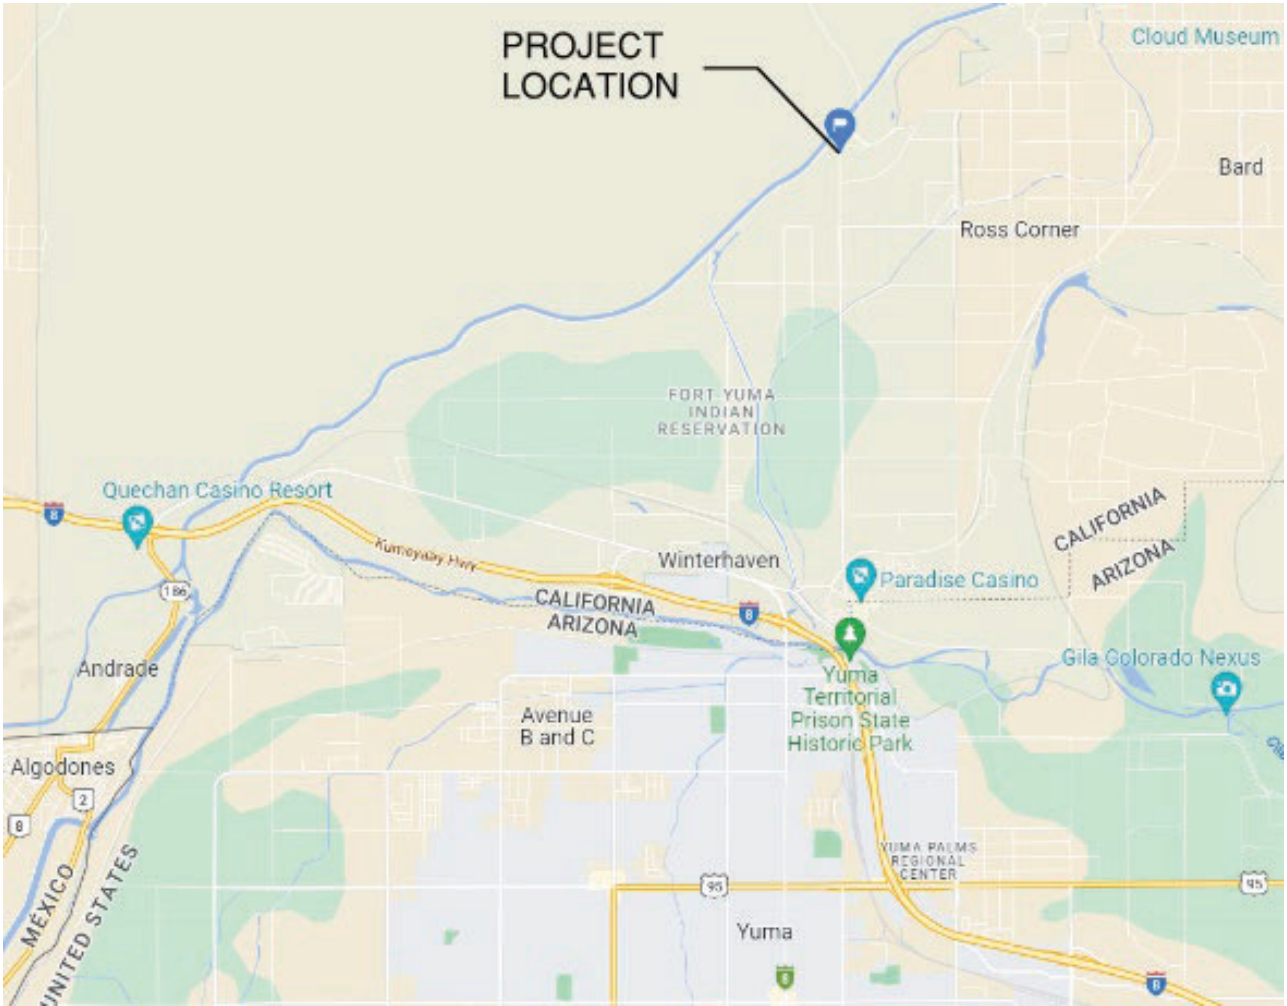 PROJECT
LOCATION
Cloud Museum
Bard
Ross Corner
FORT YUMA
INDIAN
RESERVATION
Quechan Casino Resort
8
Kumeyaay Hwy
CALIFORNIA
ARIZONA
Winterhaven
Paradise Casino
186
CALIFORNIA
ARIZONA
8
Andrade
Gila Colorado Nexus
Yuma
Territorial
Prison State
Historic Park
Avenue
B and C
Algodones
2
8
YUMA PALMS
REGIONAL
CENTER
95
95
MÉXICO
UNITED STATES
Yuma
8
8